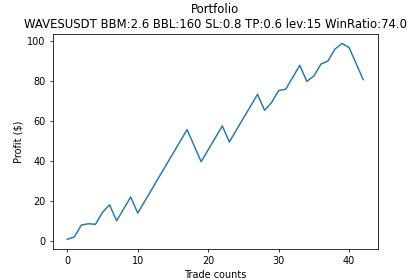 Portfolio
WAVESUSDT BBM:2.6 BBL:160 SL:0.8 TP:0.6 lev:15 WinRatio:74.0
100
80
60
40
20
0
Profit ($)
0 10 20 30 40
Trade counts